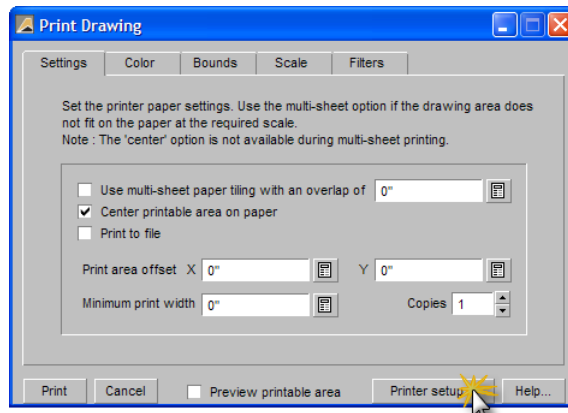 Print Drawing
Settings Color Bounds Scale Filters
Set the printer paper settings. Use the multi-sheet option if the drawing area does
not fit on the paper at the required scale.
Note : The 'center' option is not available during multi-sheet printing.
Use multi-sheet paper tiling with an overlap of 0"
Center printable area on paper
Print to file
Print area offset X 0" Y 0"
Minimum print width 0" Copies 1
Print Cancel Preview printable area Printer setup Help...